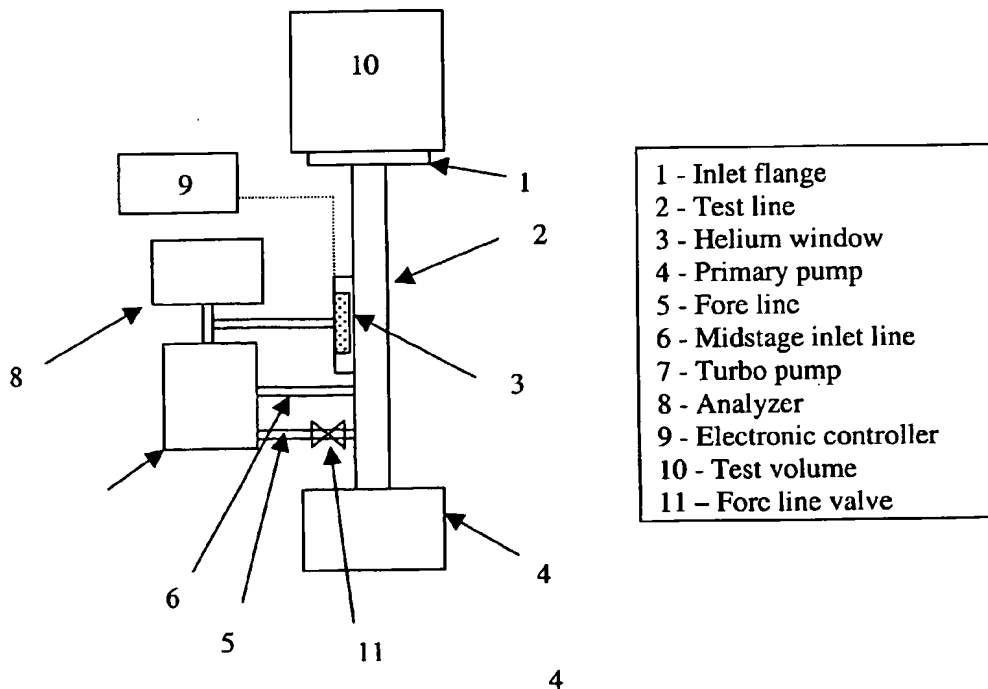 10
9
1
2
8
3
6
5
11
4
4
1 - Inlet flange
2 - Test line
3 - Helium window
4 - Primary pump
5 - Fore line
6 - Midstage inlet line
7 - Turbo pump
8 - Analyzer
9 - Electronic controller
10 - Test volume
11 – Fore line valve